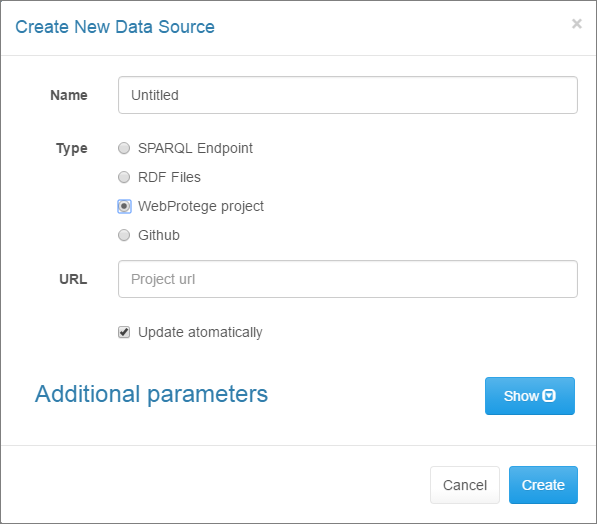 Create New Data Source ×
Name Untitled
Type SPARQL Endpoint
RDF Files
WebProtege project
Github
URL Project url
Update atomatically
Additional parameters Show
Cancel Create